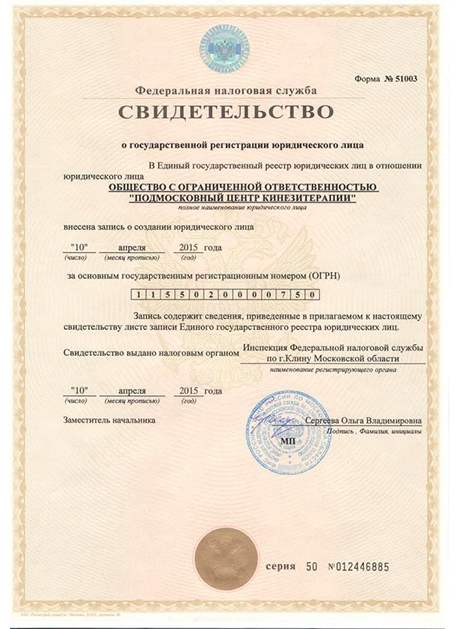 Форма № 51003
Федеральная налоговая служба
СВИДЕТЕЛЬСТВО
о государственной регистрации юридического лица
В Единый государственный реестр юридических лиц в отношении
юридического лица
ОБЩЕСТВО С ОГРАНИЧЕННОЙ ОТВЕТСТВЕННОСТЬЮ
"ПОДМОСКОВНЫЙ ЦЕНТР КИНЕЗИТЕРАПИИ"
полное наименование юридического лица
внесена запись о создании юридического лица
"10" апреля 2015 года
(число) (месяц прописью) (год)
за основным государственным регистрационным номером (ОГРН)
1 1 5 5 0 2 0 0 0 0 7 5 0
Запись содержит сведения, приведенные в прилагаемом к настоящему
свидетельству листе записи Единого государственного реестра юридических лиц.
Свидетельство выдано налоговым органом Инспекция Федеральной налоговой службы
по г.Клину Московской области
наименование регистрирующего органа
"10" апреля 2015 года
(число) (месяц прописью) (год)
Заместитель начальника Сергеева Ольга Владимировна
Подпись , Фамилия, инициалы
МП
серия 50 №012446885